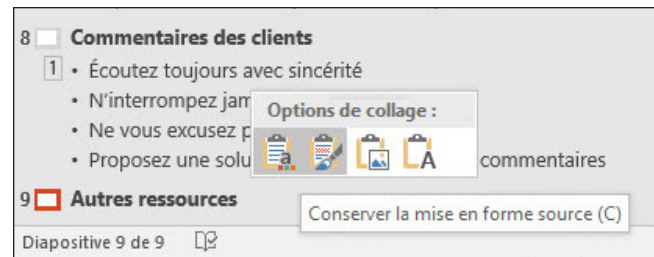 8 Commentaires des clients
1 • Écoutez toujours avec sincérité
• N'interrompez jam
Options de collage :
• Ne vous excusez p
• Proposez une solu commentaires
9 Autres ressources
Conserver la mise en forme source (C)
Diapositive 9 de 9